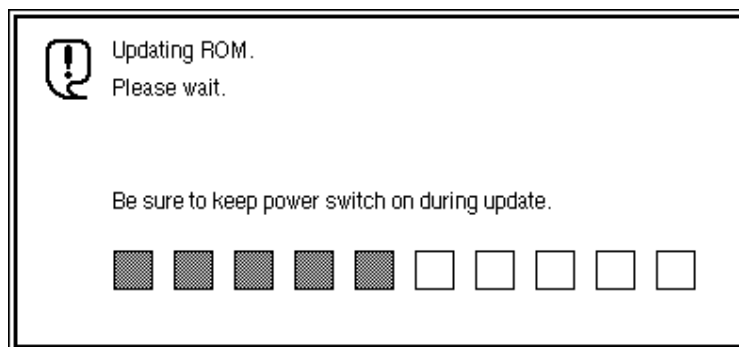 Updating ROM.
Please wait.
Be sure to keep power switch on during update.